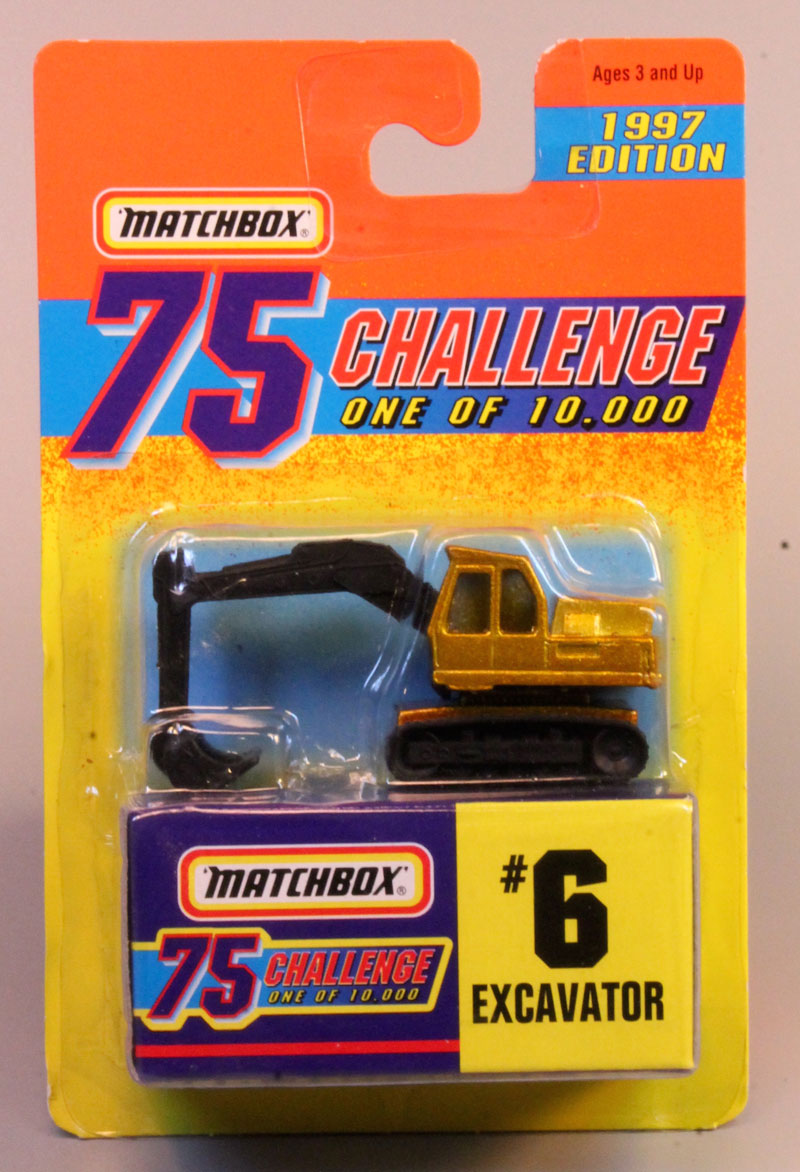 Ages 3 and Up
1997
EDITION
'MATCHBOX'®
75 CHALLENGE
ONE OF 10,000
'MATCHBOX'®
75 CHALLENGE
ONE OF 10,000
#6
EXCAVATOR